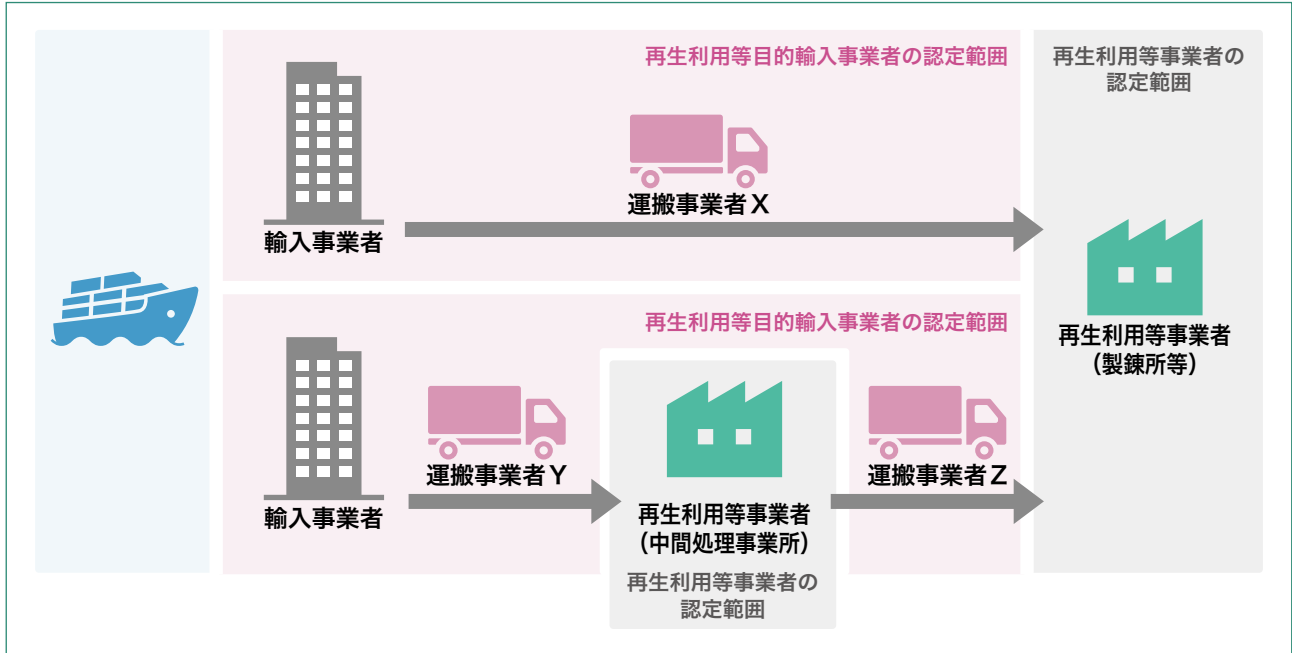 再生利用等目的輸入事業者の認定範囲
運搬事業者X
輸入事業者
再生利用等目的輸入事業者の認定範囲
運搬事業者Y
輸入事業者
再生利用等事業者
（中間処理事業所）
再生利用等事業者の
認定範囲
運搬事業者Z
再生利用等事業者の
認定範囲
再生利用等事業者
（製錬所等）